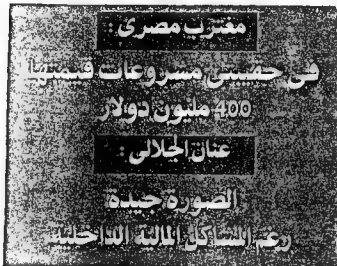 مغترب مصرى :
فى حقيبتى مشروعات قيمتها
400 مليون دولار
عنان الجلالى :
الصورة جيدة
رغم المشاكل المالية الداخلية